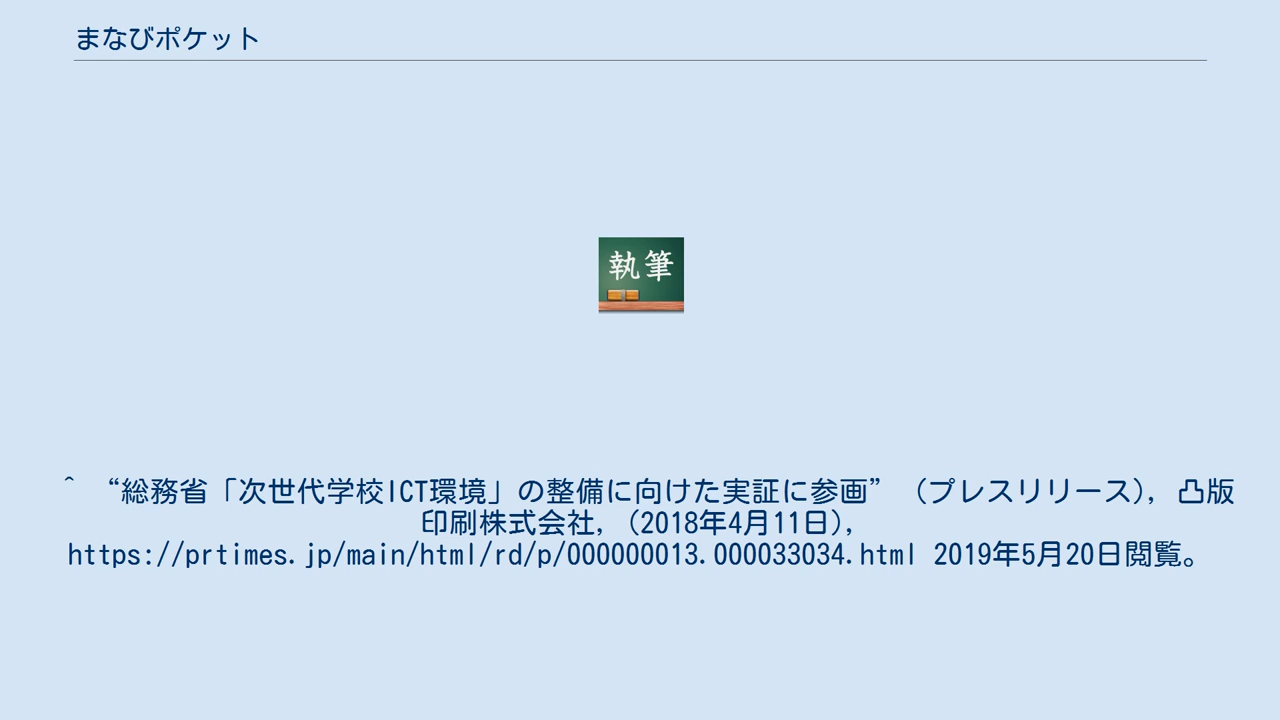 まなびポケット
執筆
^ “総務省「次世代学校ICT環境」の整備に向けた実証に参画” (プレスリリース), 凸版
印刷株式会社, (2018年4月11日),
https://prtimes.jp/main/html/rd/p/000000013.000033034.html 2019年5月20日閲覧。